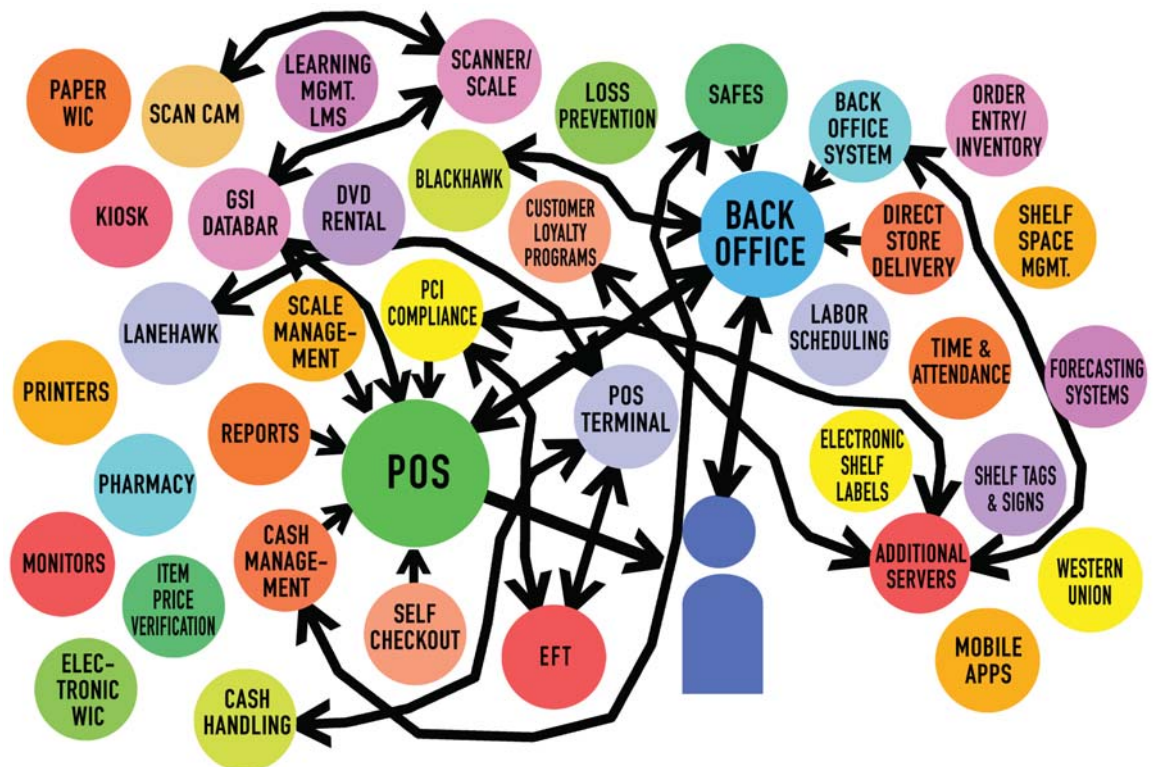 PAPER
WIC
SCAN CAM
LEARNING
MGMT.
LMS
SCANNER/
SCALE
LOSS
PREVENTION
SAFES
BACK
OFFICE
SYSTEM
ORDER
ENTRY/
INVENTORY
KIOSK
GSI
DATABAR
DVD
RENTAL
BLACKHAWK
CUSTOMER
LOYALTY
PROGRAMS
BACK
OFFICE
DIRECT
STORE
DELIVERY
SHELF
SPACE
MGMT.
LANEHAWK
SCALE
MANAGE-
MENT
PCI
COMPLIANCE
LABOR
SCHEDULING
TIME &
ATTENDANCE
FORECASTING
SYSTEMS
PRINTERS
REPORTS
POS
POS
TERMINAL
ELECTRONIC
SHELF
LABELS
SHELF TAGS
& SIGNS
PHARMACY
MONITORS
ITEM
PRICE
VERIFICATION
CASH
MANAGE-
MENT
SELF
CHECKOUT
EFT
ADDITIONAL
SERVERS
WESTERN
UNION
MOBILE
APPS
ELEC-
TRONIC
WIC
CASH
HANDLING